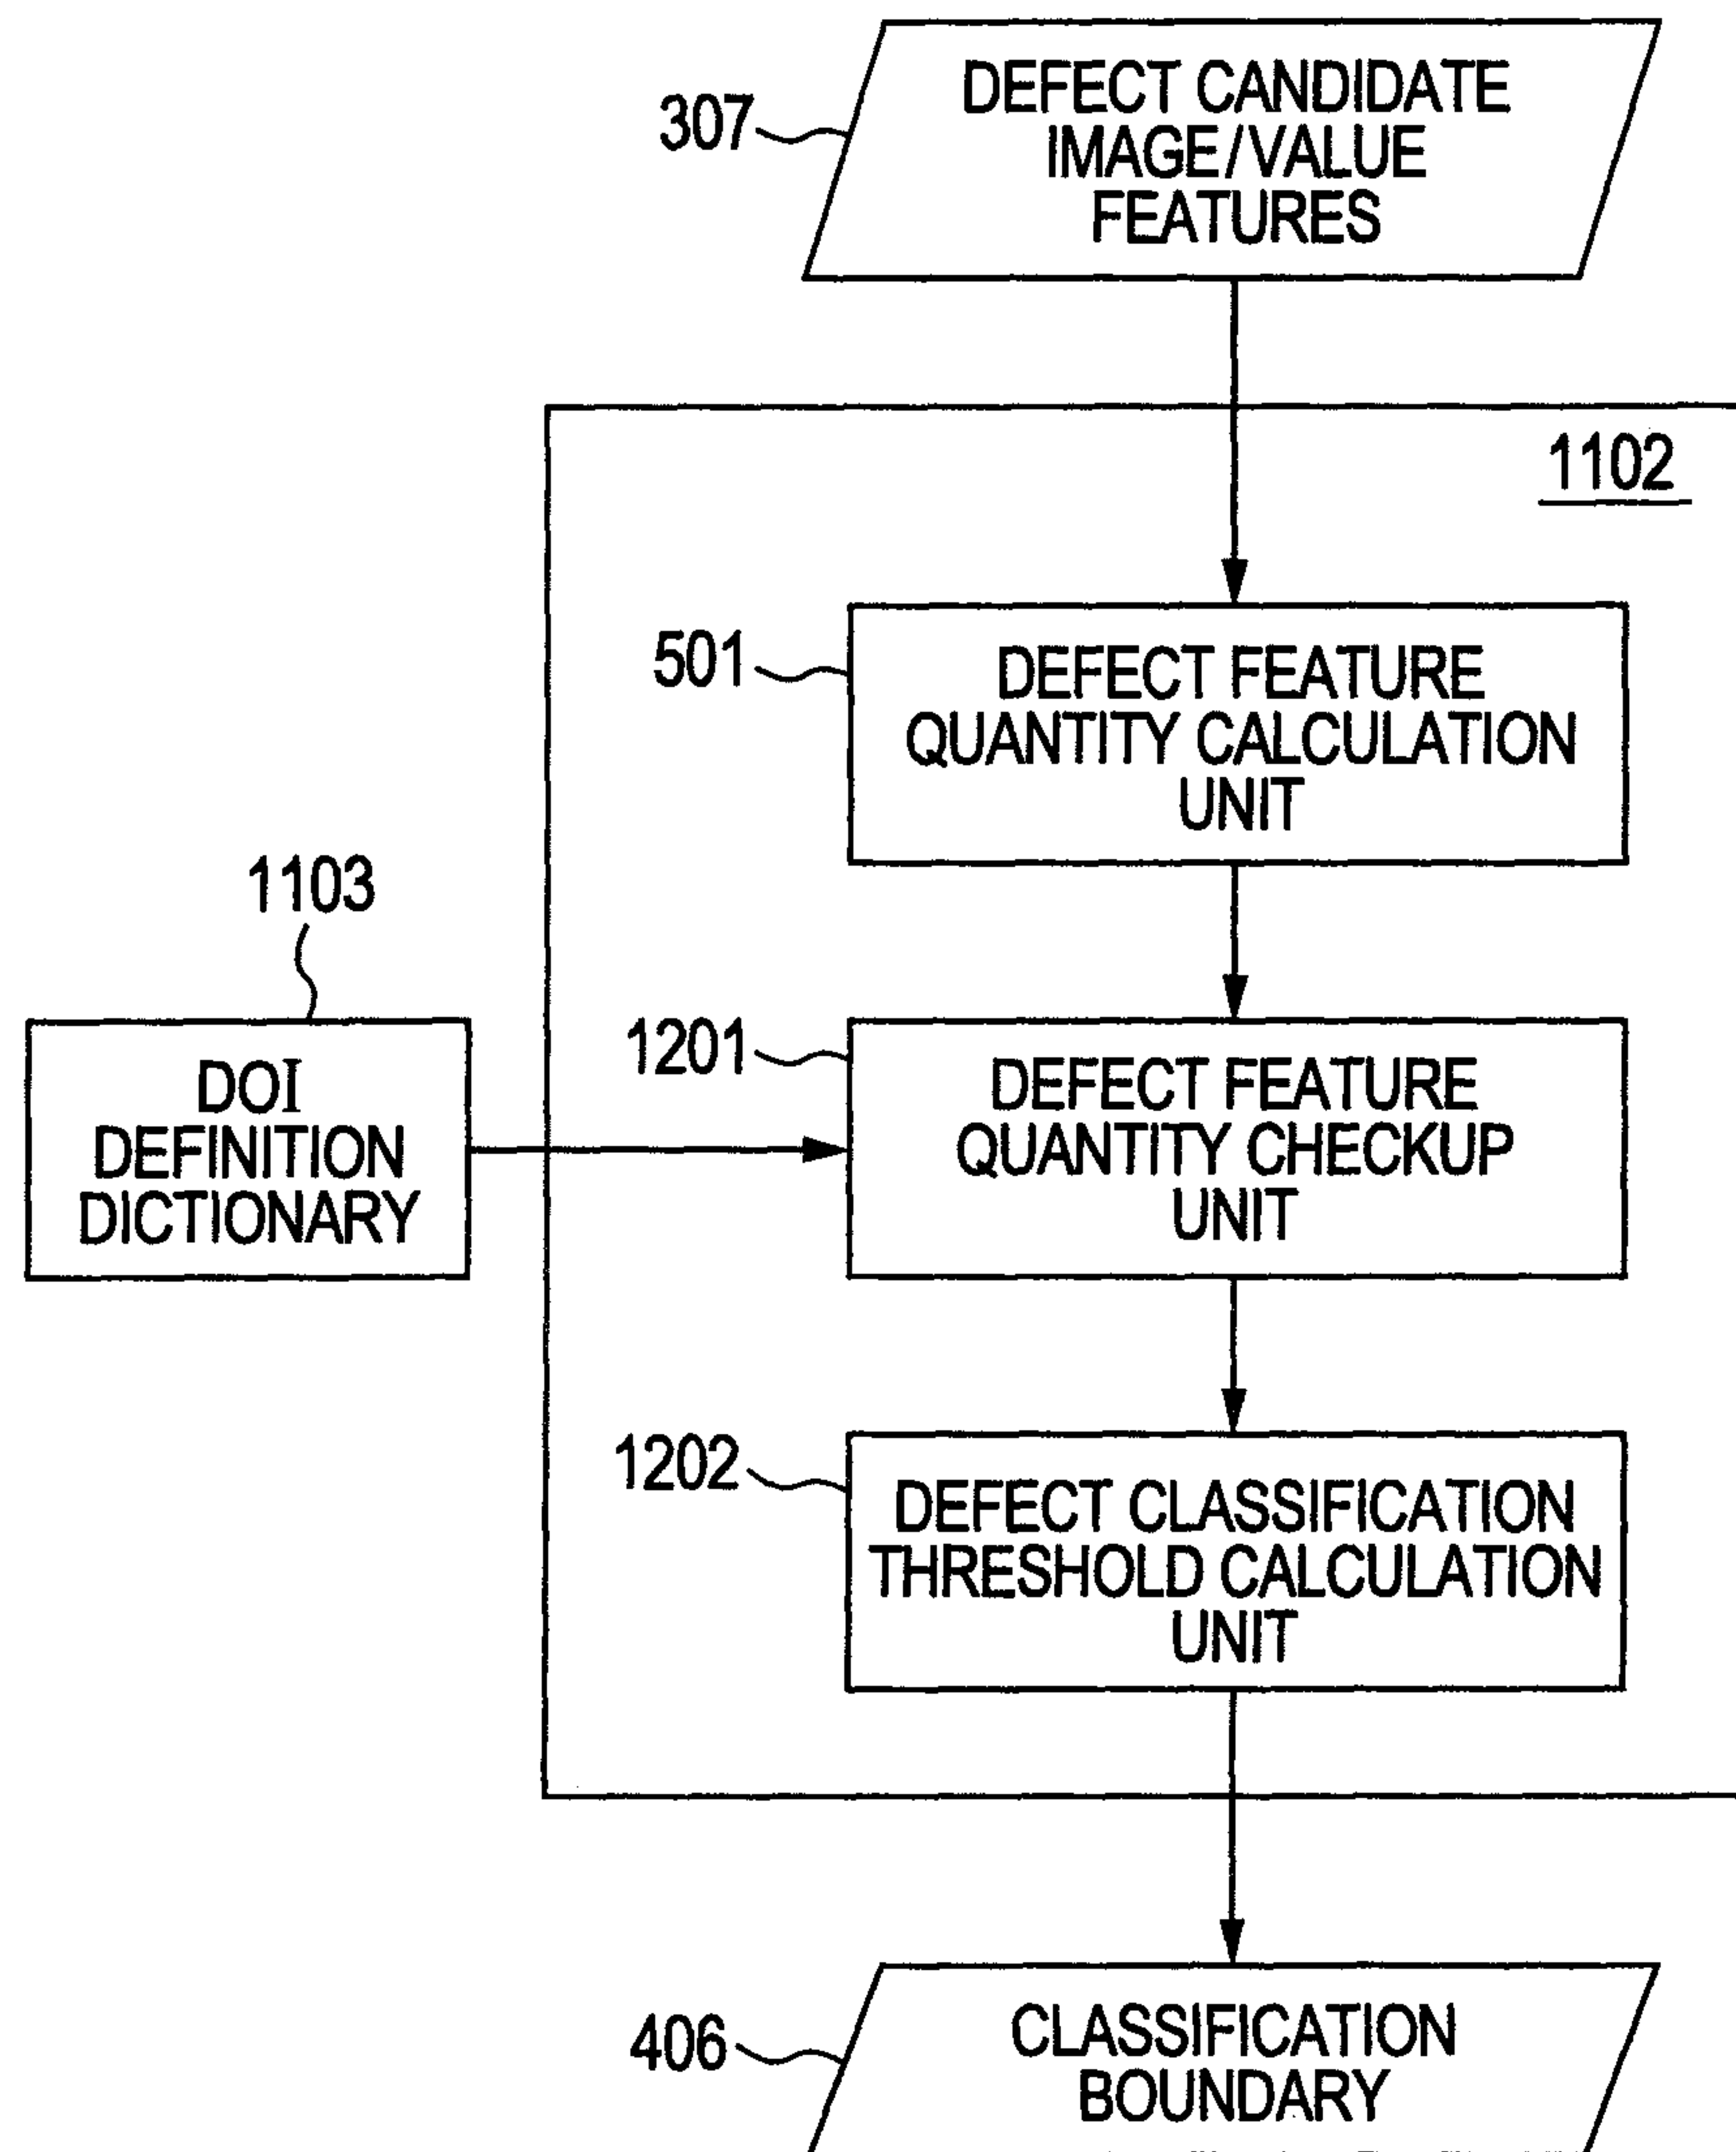 307
DEFECT CANDIDATE
IMAGE/VALUE
FEATURES
1102
501
DEFECT FEATURE
QUANTITY CALCULATION
UNIT
1103
DOI
DEFINITION
DICTIONARY
1201
DEFECT FEATURE
QUANTITY CHECKUP
UNIT
1202
DEFECT CLASSIFICATION
THRESHOLD CALCULATION
UNIT
406
CLASSIFICATION
BOUNDARY